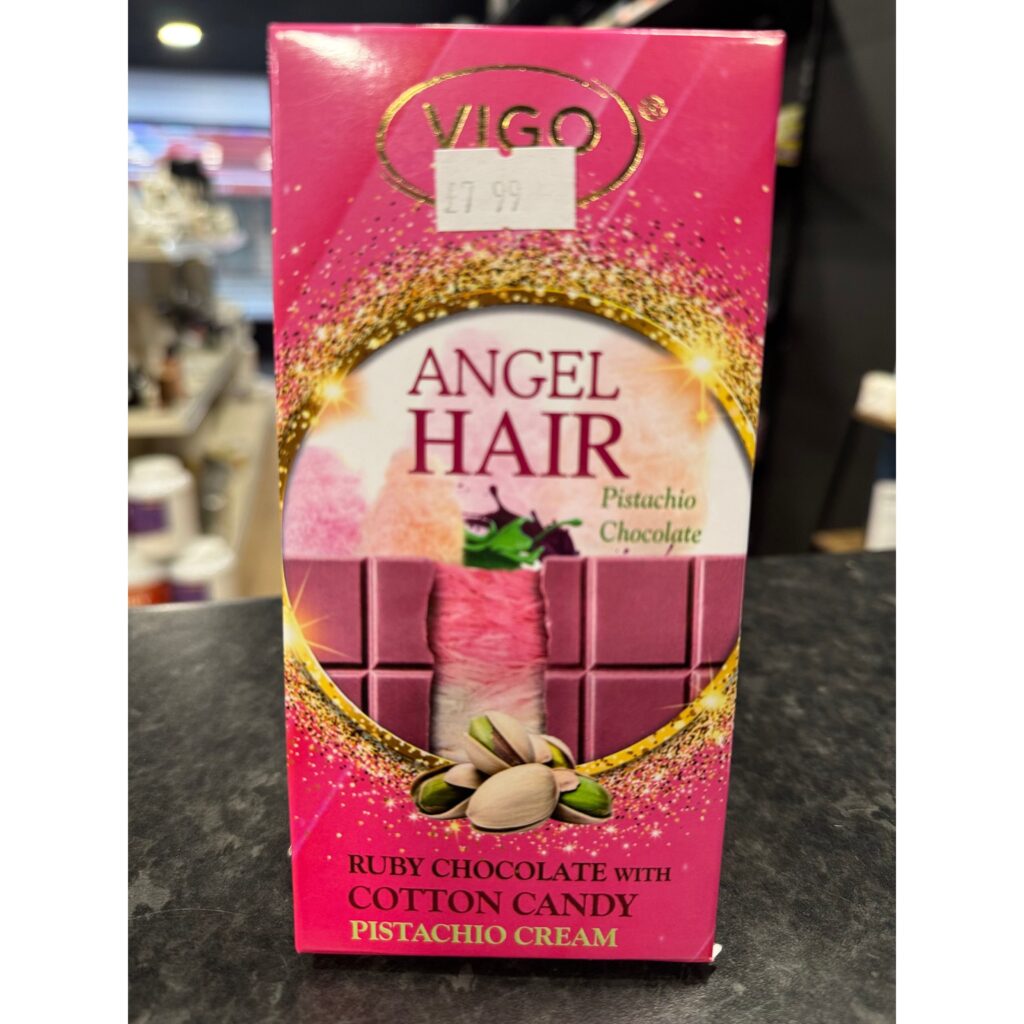 VIGO
£7 99
ANGEL
HAIR
Pistachio
Chocolate
RUBY CHOCOLATE WITH
COTTON CANDY
PISTACHIO CREAM